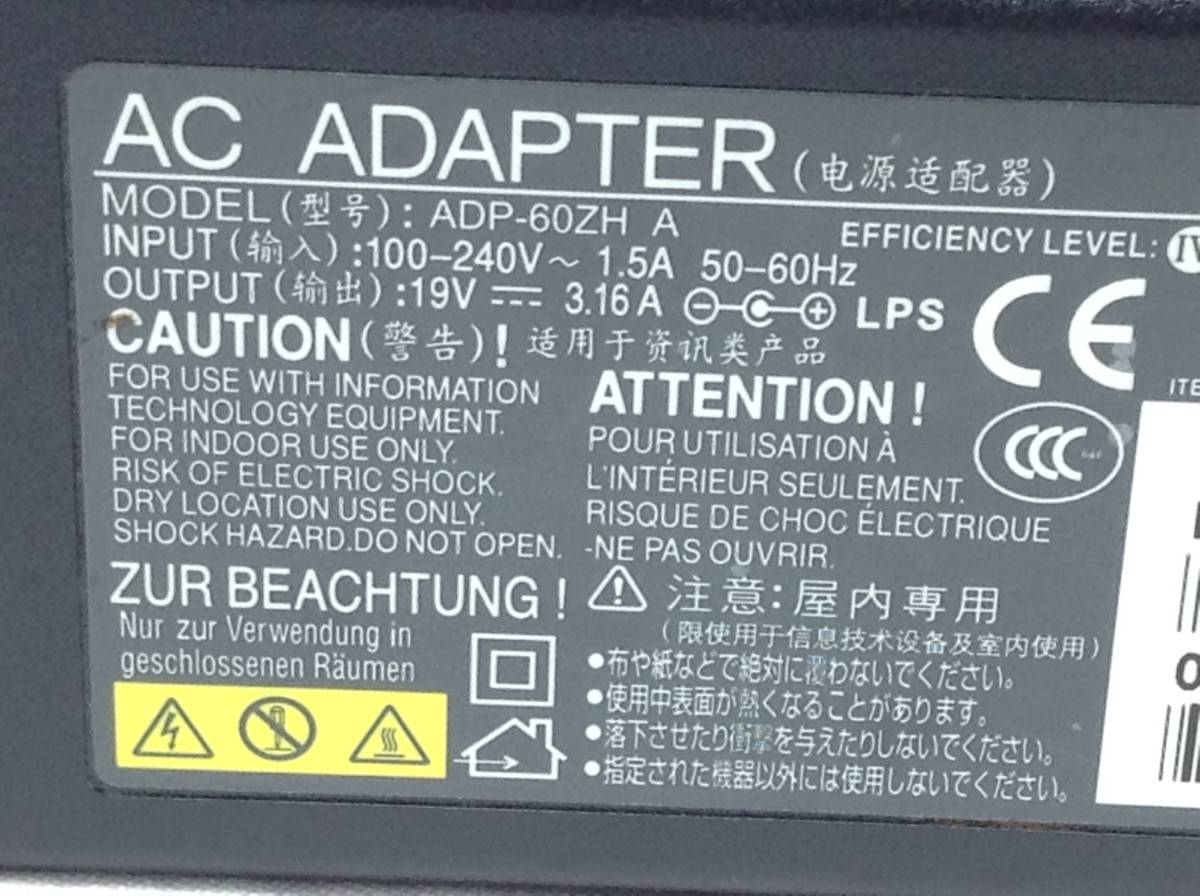 AC ADAPTER (电源适配器)
MODEL (型号): ADP-60ZH A
EFFICIENCY LEVEL: IV
INPUT (输入) :100–240V~ 1.5A 50–60Hz
OUTPUT (输出) :19V ⎓ 3.16A LPS
CE
CAUTION (警告)! 适用于资讯类产品
FOR USE WITH INFORMATION
TECHNOLOGY EQUIPMENT.
FOR INDOOR USE ONLY.
RISK OF ELECTRIC SHOCK.
DRY LOCATION USE ONLY.
SHOCK HAZARD.DO NOT OPEN.
ATTENTION !
POUR UTILISATION À
L'INTÉRIEUR SEULEMENT.
RISQUE DE CHOC ÉLECTRIQUE
-NE PAS OUVRIR.
CCC
ITE
ZUR BEACHTUNG !
Nur zur Verwendung in
geschlossenen Räumen
注意:屋内専用
(限使用于信息技术设备及室内使用)
●布や紙などで絶対に覆わないでください。
●使用中表面が熱くなることがあります。
●落下させたり衝撃を与えたりしないでください。
●指定された機器以外には使用しないでください。
0